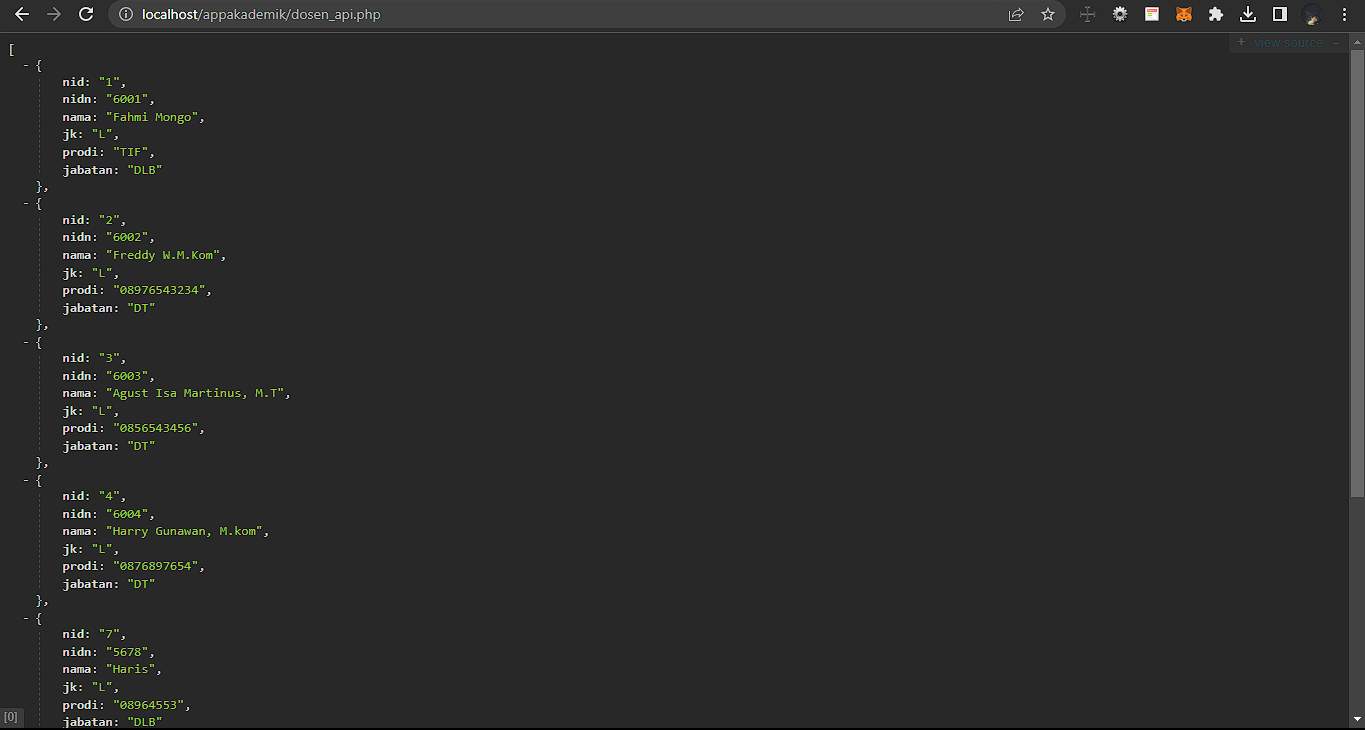 localhost/appakademik/dosen_api.php
+ view source -
[
- {
nid: "1",
nidn: "6001",
nama: "Fahmi Mongo",
jk: "L",
prodi: "TIF",
jabatan: "DLB"
},
- {
nid: "2",
nidn: "6002",
nama: "Freddy W.M.Kom",
jk: "L",
prodi: "08976543234",
jabatan: "DT"
},
- {
nid: "3",
nidn: "6003",
nama: "Agust Isa Martinus, M.T",
jk: "L",
prodi: "0856543456",
jabatan: "DT"
},
- {
nid: "4",
nidn: "6004",
nama: "Harry Gunawan, M.kom",
jk: "L",
prodi: "0876897654",
jabatan: "DT"
},
- {
nid: "7",
nidn: "5678",
nama: "Haris",
jk: "L",
prodi: "08964553",
jabatan: "DLB"
[0]